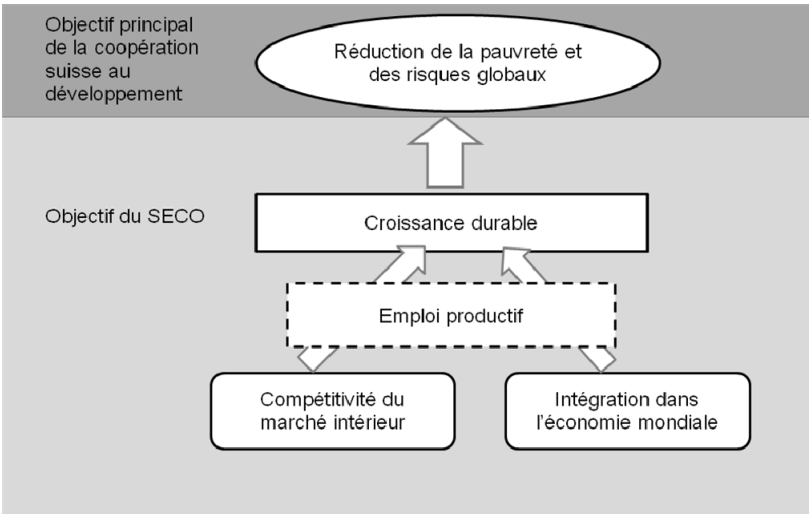 Objectif principal
de la coopération
suisse au
développement
Réduction de la pauvreté et
des risques globaux
Objectif du SECO
Croissance durable
Emploi productif
Compétitivité du
marché intérieur
Intégration dans
l'économie mondiale